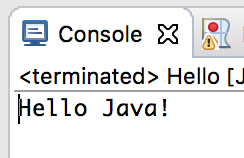 Console
<terminated> Hello [J
Hello Java!